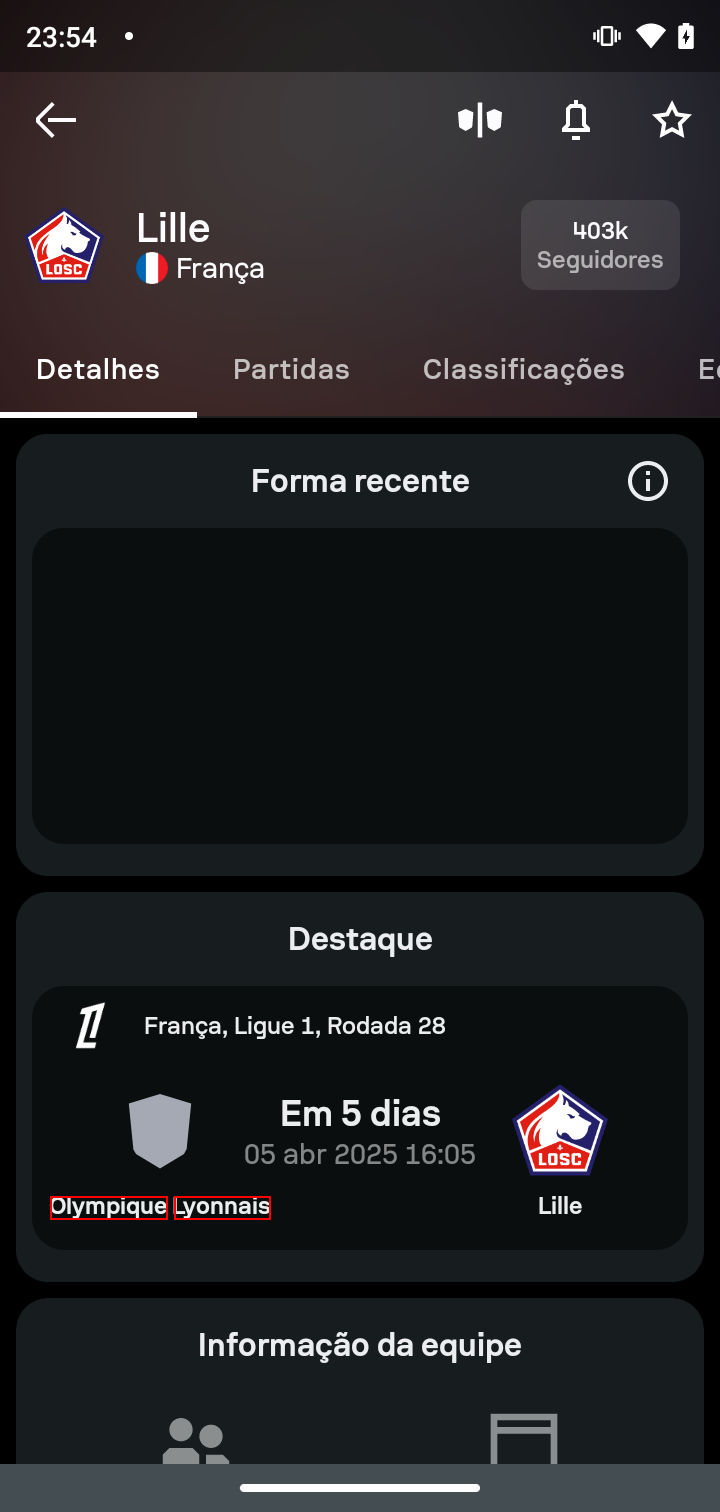 23:54
Lille
França
403k
Seguidores
Detalhes Partidas Classificações
Forma recente
Destaque
França, Ligue 1, Rodada 28
Em 5 dias
05 abr 2025 16:05
LOSC
Olympique Lyonnais
Lille
Informação da equipe